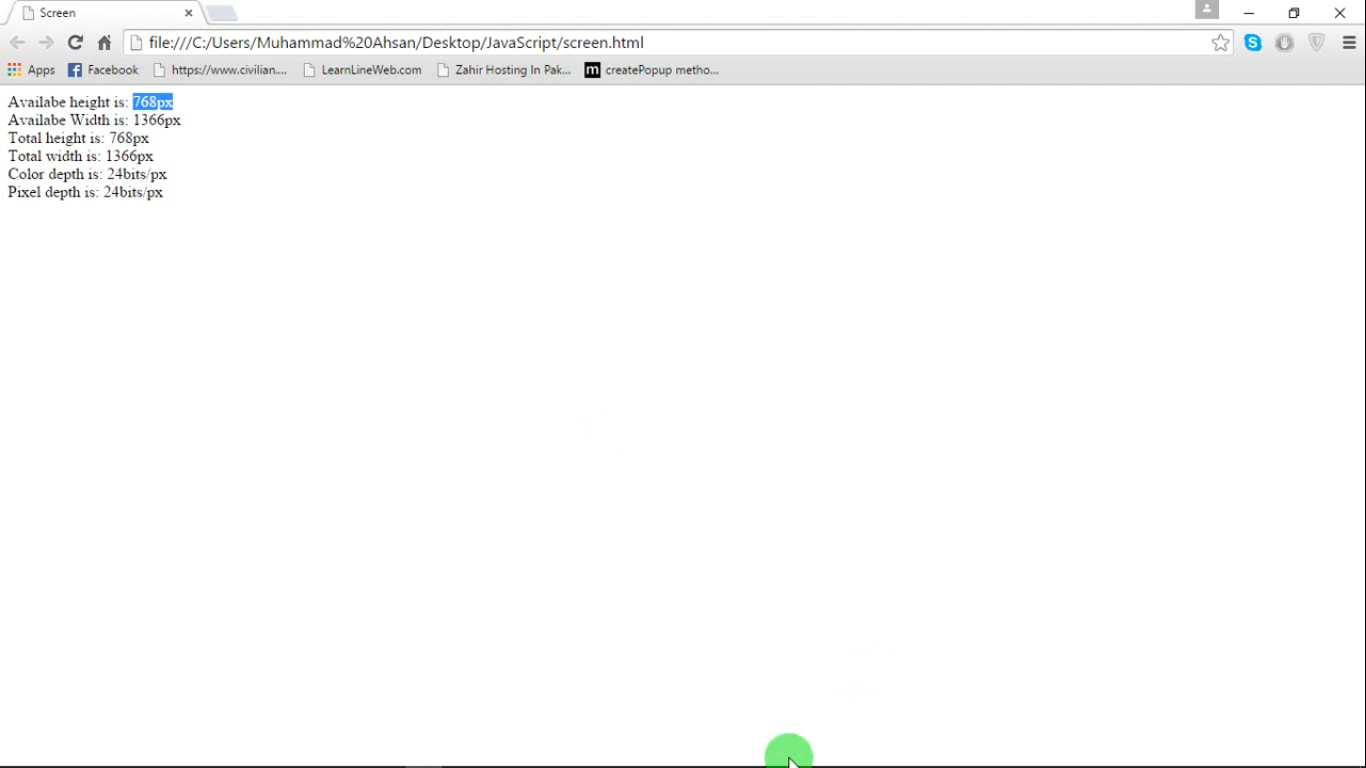 Screen
file:///C:/Users/Muhammad%20Ahsan/Desktop/JavaScript/screen.html
Apps Facebook https://www.civilian.... LearnLineWeb.com Zahir Hosting In Pak... m createPopup metho...
Availabe height is: 768px
Availabe Width is: 1366px
Total height is: 768px
Total width is: 1366px
Color depth is: 24bits/px
Pixel depth is: 24bits/px